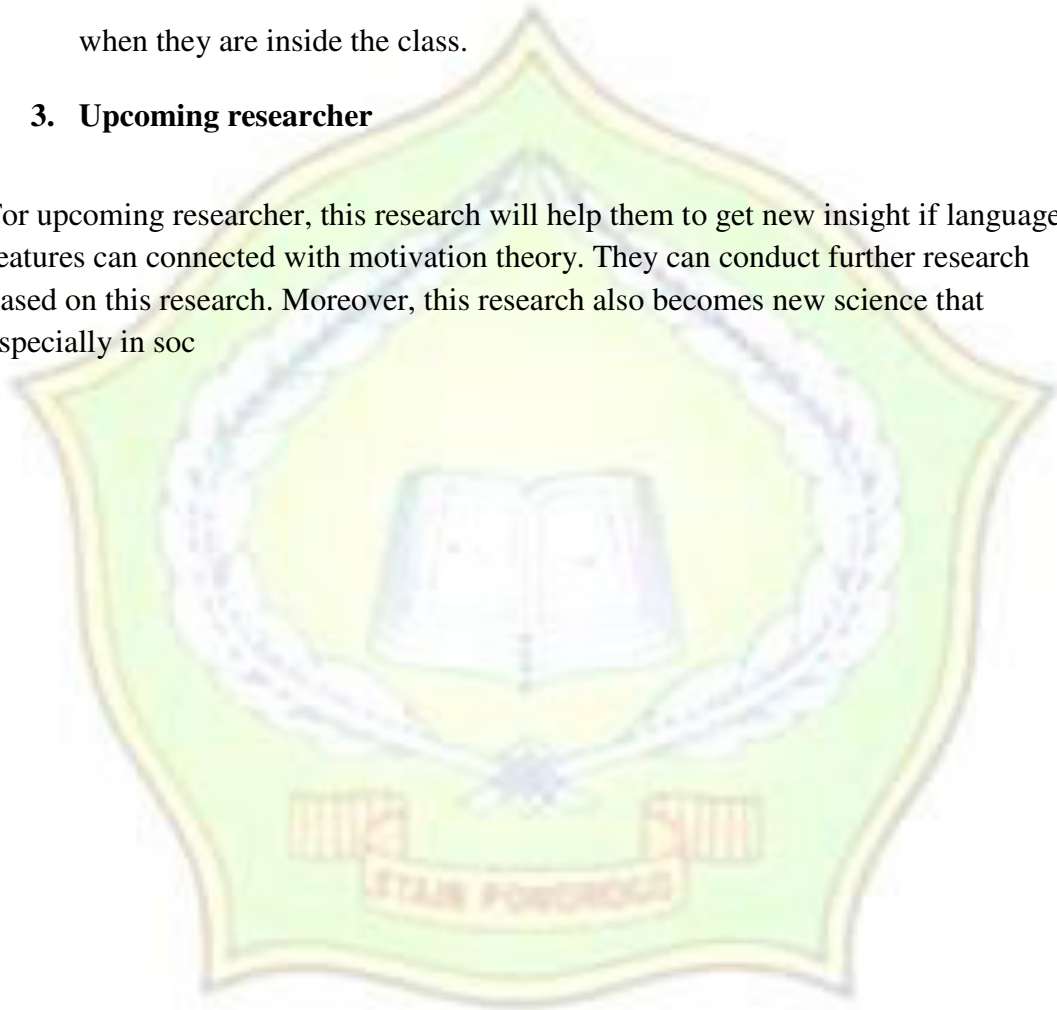 when they are inside the class.
3. Upcoming researcher
or upcoming researcher, this research will help them to get new insight if language
eatures can connected with motivation theory. They can conduct further research
ased on this research. Moreover, this research also becomes new science that
specially in soc
STAIN PONOROGO